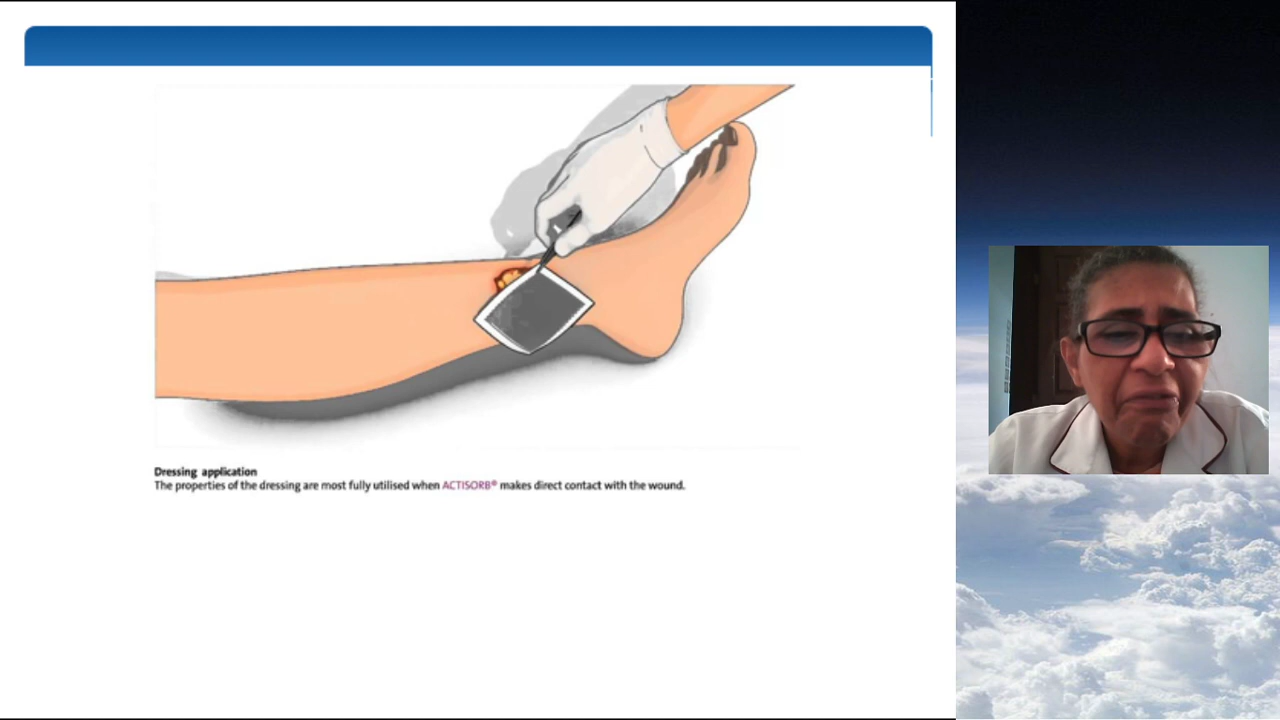 Dressing application
The properties of the dressing are most fully utilised when ACTISORB® makes direct contact with the wound.